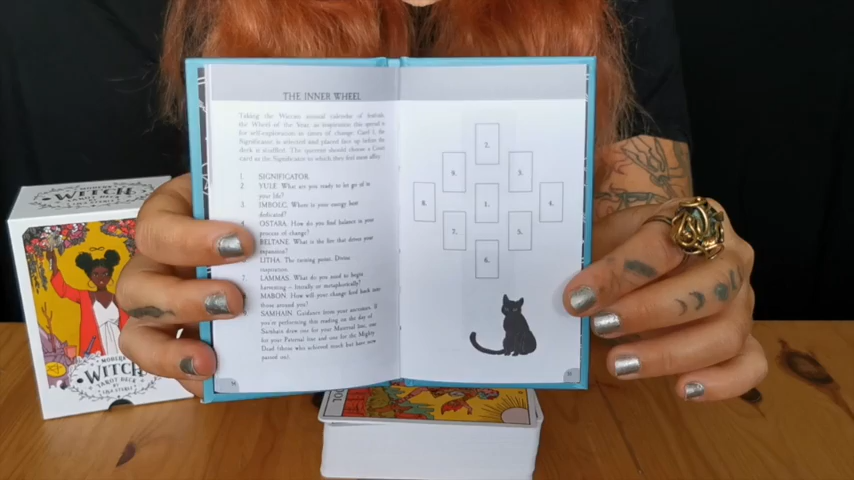 THE INNER WHEEL
Taking the Wiccan annual calendar of festivals,
the Wheel of the Year, as inspiration this spread is
for self-exploration in times of change. Card 1, the
Significator, is selected and placed face up before the
deck is shuffled. The querent should choose a Court
card as the Significator to which they feel most affinity.
1. SIGNIFICATOR.
2. YULE. What are you ready to let go of in
your life?
3. IMBOLC. Where is your energy best
dedicated?
4. OSTARA. How do you find balance in your
process of change?
BELTANE. What is the fire that drives your
expansion?
LITHA. The turning point. Divine
inspiration.
7. LAMMAS. What do you need to begin
harvesting – literally or metaphorically?
MABON. How will your change feed back into
those around you?
SAMHAIN. Guidance from your ancestors. If
you're performing this reading on the day of
Samhain draw one for your Maternal line, one
for your Paternal line and one for the Mighty
Dead (those who achieved much but have now
passed on).
2.
9.
3.
8.
1.
4.
7.
5.
6.
MODERN
WITCH
TAROT DECK
MODERN
WITCH
TAROT DECK
BY
LISA STERLE